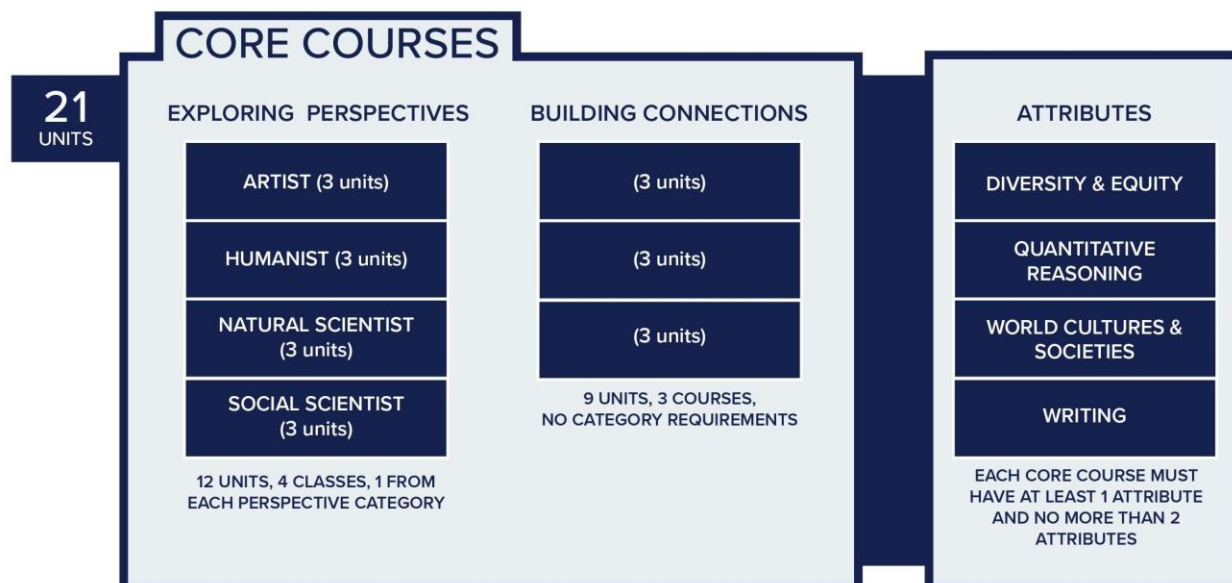 CORE COURSES
21
UNITS
EXPLORING PERSPECTIVES
ARTIST (3 units)
HUMANIST (3 units)
NATURAL SCIENTIST
(3 units)
SOCIAL SCIENTIST
(3 units)
12 UNITS, 4 CLASSES, 1 FROM
EACH PERSPECTIVE CATEGORY
BUILDING CONNECTIONS
(3 units)
(3 units)
(3 units)
9 UNITS, 3 COURSES,
NO CATEGORY REQUIREMENTS
ATTRIBUTES
DIVERSITY & EQUITY
QUANTITATIVE
REASONING
WORLD CULTURES &
SOCIETIES
WRITING
EACH CORE COURSE MUST
HAVE AT LEAST 1 ATTRIBUTE
AND NO MORE THAN 2
ATTRIBUTES